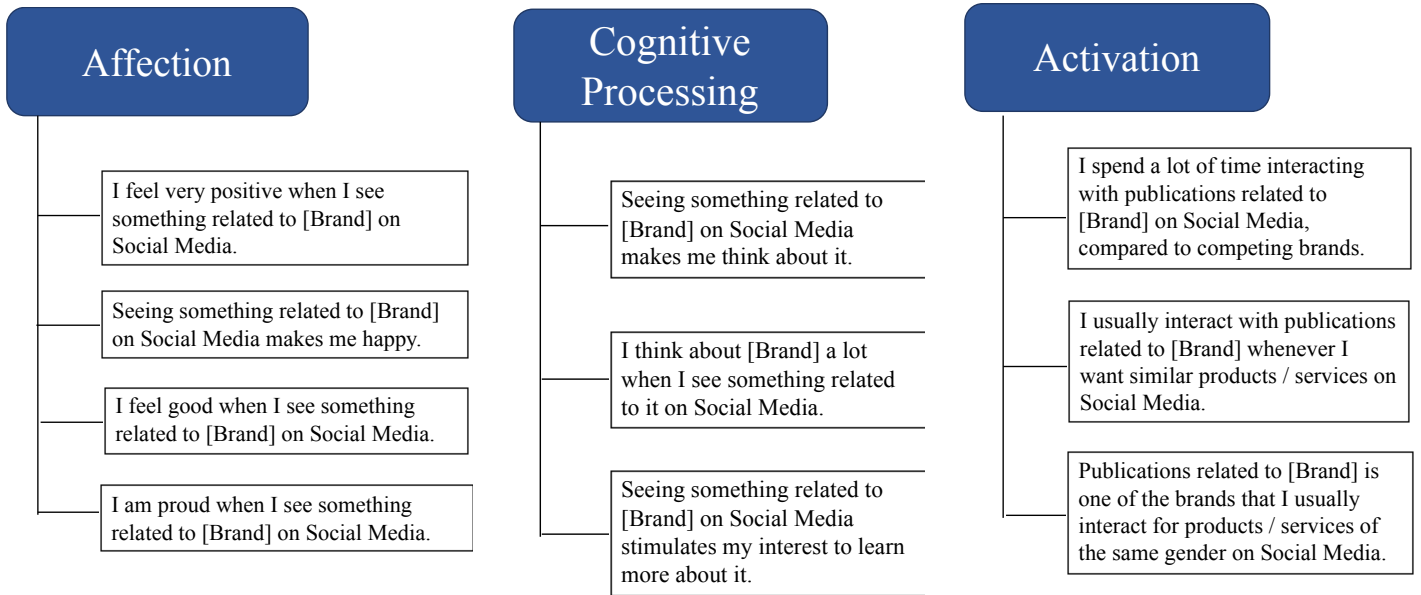 Affection
I feel very positive when I see
something related to [Brand] on
Social Media.
Seeing something related to [Brand]
on Social Media makes me happy.
I feel good when I see something
related to [Brand] on Social Media.
I am proud when I see something
related to [Brand] on Social Media.
Cognitive
Processing
Seeing something related to
[Brand] on Social Media
makes me think about it.
I think about [Brand] a lot
when I see something related
to it on Social Media.
Seeing something related to
[Brand] on Social Media
stimulates my interest to learn
more about it.
Activation
I spend a lot of time interacting
with publications related to
[Brand] on Social Media,
compared to competing brands.
I usually interact with publications
related to [Brand] whenever I
want similar products / services on
Social Media.
Publications related to [Brand] is
one of the brands that I usually
interact for products / services of
the same gender on Social Media.